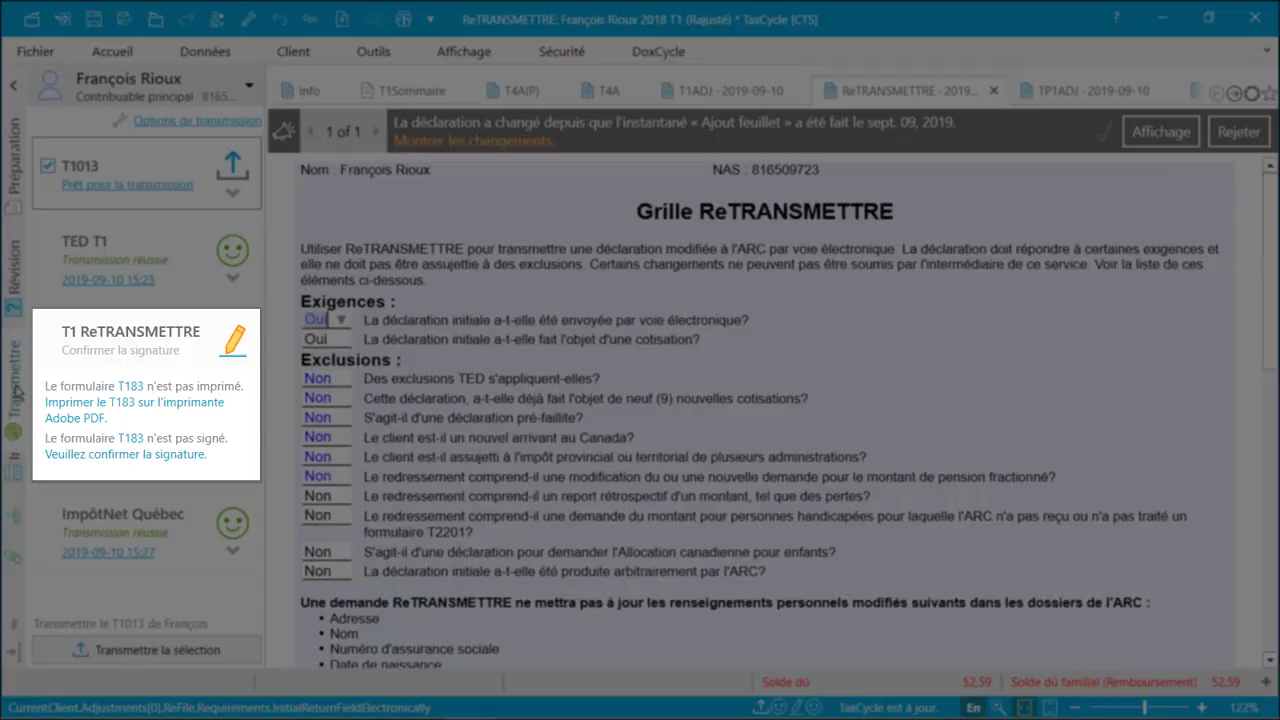 ReTRANSMETTRE: François Rioux 2018 T1 (Rajusté) * TaxCycle [CTS]
Fichier Accueil Données Client Outils Affichage Sécurité DoxCycle
François Rioux
Contribuable principal 8165...
Options de transmission
Info T1Sommaire T4A(P) T4A T1ADJ - 2019-09-10 ReTRANSMETTRE - 2019... TP1ADJ - 2019-09-10
1 of 1
La déclaration a changé depuis que l'instantané « Ajout feuillet » a été fait le sept. 09, 2019.
Montrer les changements.
Affichage
Rejeter
Préparation
Révision
Transmettre
T1013
Prêt pour la transmission
TED T1
Transmission réussie
2019-09-10 15:25
T1 ReTRANSMETTRE
Confirmer la signature
Le formulaire T183 n'est pas imprimé.
Imprimer le T183 sur l'imprimante
Adobe PDF.
Le formulaire T183 n'est pas signé.
Veuillez confirmer la signature.
ImpôtNet Québec
Transmission réussie
2019-09-10 15:27
Transmettre le T1013 de François
Transmettre la sélection
Nom : François Rioux NAS : 816509723
Grille ReTRANSMETTRE
Utiliser ReTRANSMETTRE pour transmettre une déclaration modifiée à l'ARC par voie électronique. La déclaration doit répondre à certaines exigences et
elle ne doit pas être assujettie à des exclusions. Certains changements ne peuvent pas être soumis par l'intermédiaire de ce service. Voir la liste de ces
éléments ci-dessous.
Exigences :
Oui La déclaration initiale a-t-elle été envoyée par voie électronique?
Oui La déclaration initiale a-t-elle fait l'objet d'une cotisation?
Exclusions :
Non Des exclusions TED s'appliquent-elles?
Non Cette déclaration, a-t-elle déjà fait l'objet de neuf (9) nouvelles cotisations?
Non S'agit-il d'une déclaration pré-faillite?
Non Le client est-il un nouvel arrivant au Canada?
Non Le client est-il assujetti à l'impôt provincial ou territorial de plusieurs administrations?
Non Le redressement comprend-il une modification du ou une nouvelle demande pour le montant de pension fractionné?
Non Le redressement comprend-il un report rétrospectif d'un montant, tel que des pertes?
Non Le redressement comprend-il une demande du montant pour personnes handicapées pour laquelle l'ARC n'a pas reçu ou n'a pas traité un
formulaire T2201?
Non S'agit-il d'une déclaration pour demander l'Allocation canadienne pour enfants?
Non La déclaration initiale a-t-elle été produite arbitrairement par l'ARC?
Une demande ReTRANSMETTRE ne mettra pas à jour les renseignements personnels modifiés suivants dans les dossiers de l'ARC :
• Adresse
• Nom
• Numéro d'assurance sociale
• Date de naissance
Solde dû 52,59 Solde dû familial (Remboursement) 52,59
CurrentClient.Adjustments[0].ReFile.Requirements.InitialReturnFieldElectronically
TaxCycle est à jour. En 122%